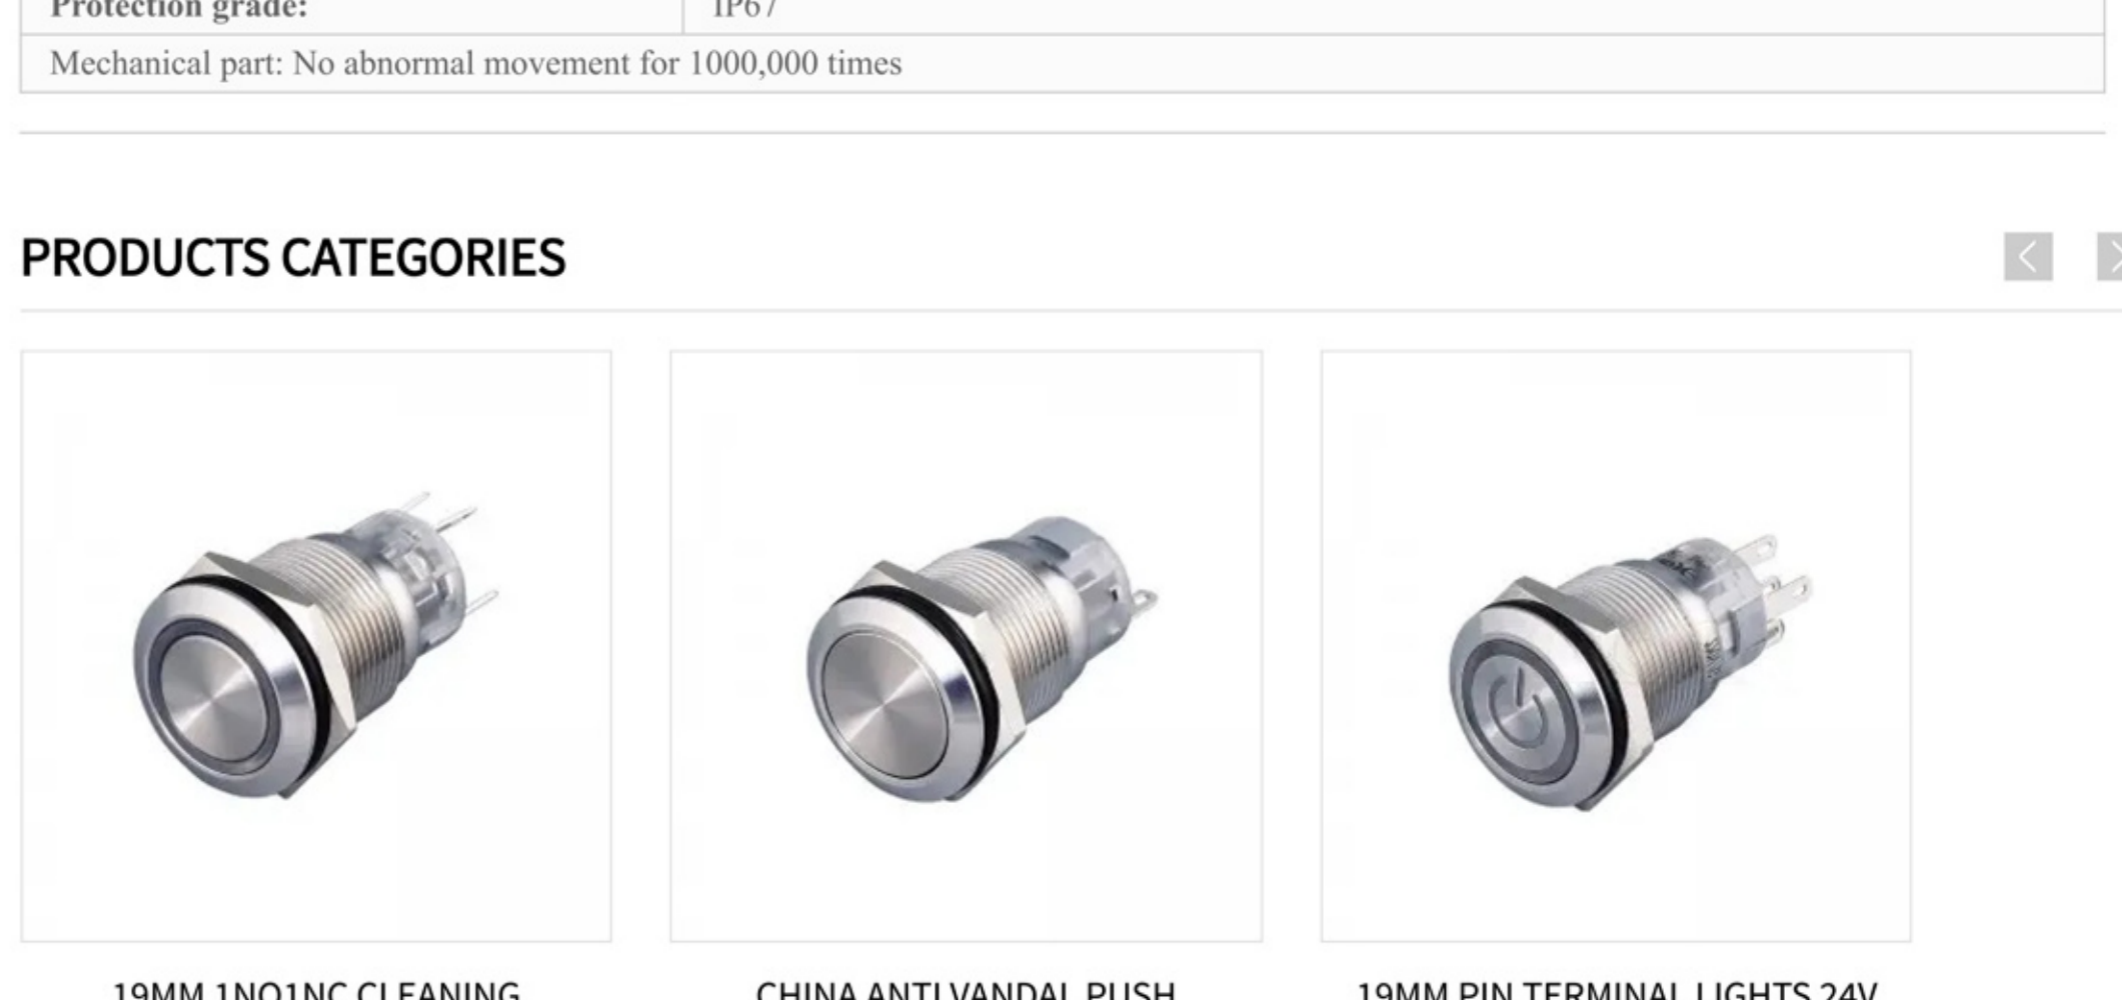 Protection grade: IP67
Mechanical part: No abnormal movement for 1000,000 times
PRODUCTS CATEGORIES
19MM 1NO1NC CLEANING
CHINA ANTI VANDAL PUSH
19MM PIN TERMINAL LIGHTS 24V